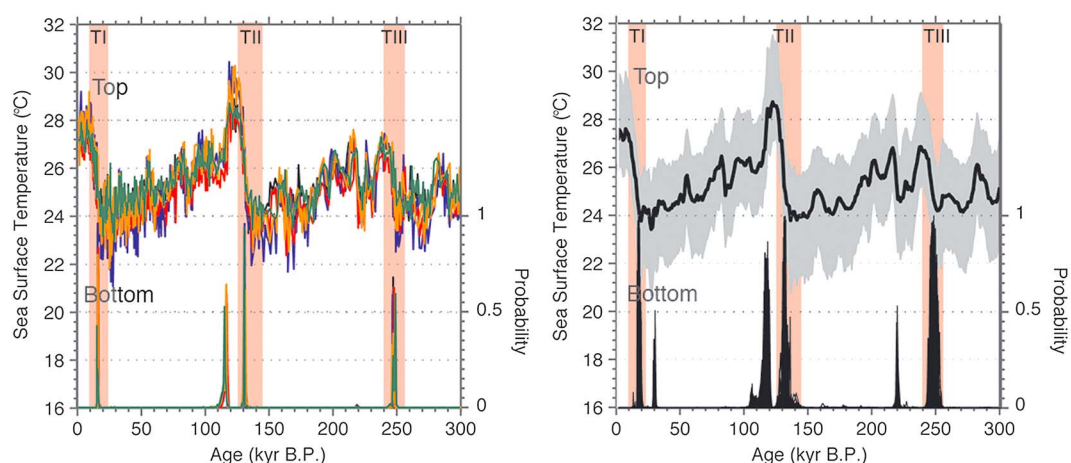 32
30
28
26
24
22
20
18
16
Sea Surface Temperature (ºC)
TI
TII
TIII
Top
Bottom
1
0.5
0
Probability
0
50
100
150
200
250
300
Age (kyr B.P.)
32
30
28
26
24
22
20
18
16
Sea Surface Temperature (ºC)
TI
TII
TIII
Top
Bottom
1
0.5
0
Probability
0
50
100
150
200
250
300
Age (kyr B.P.)